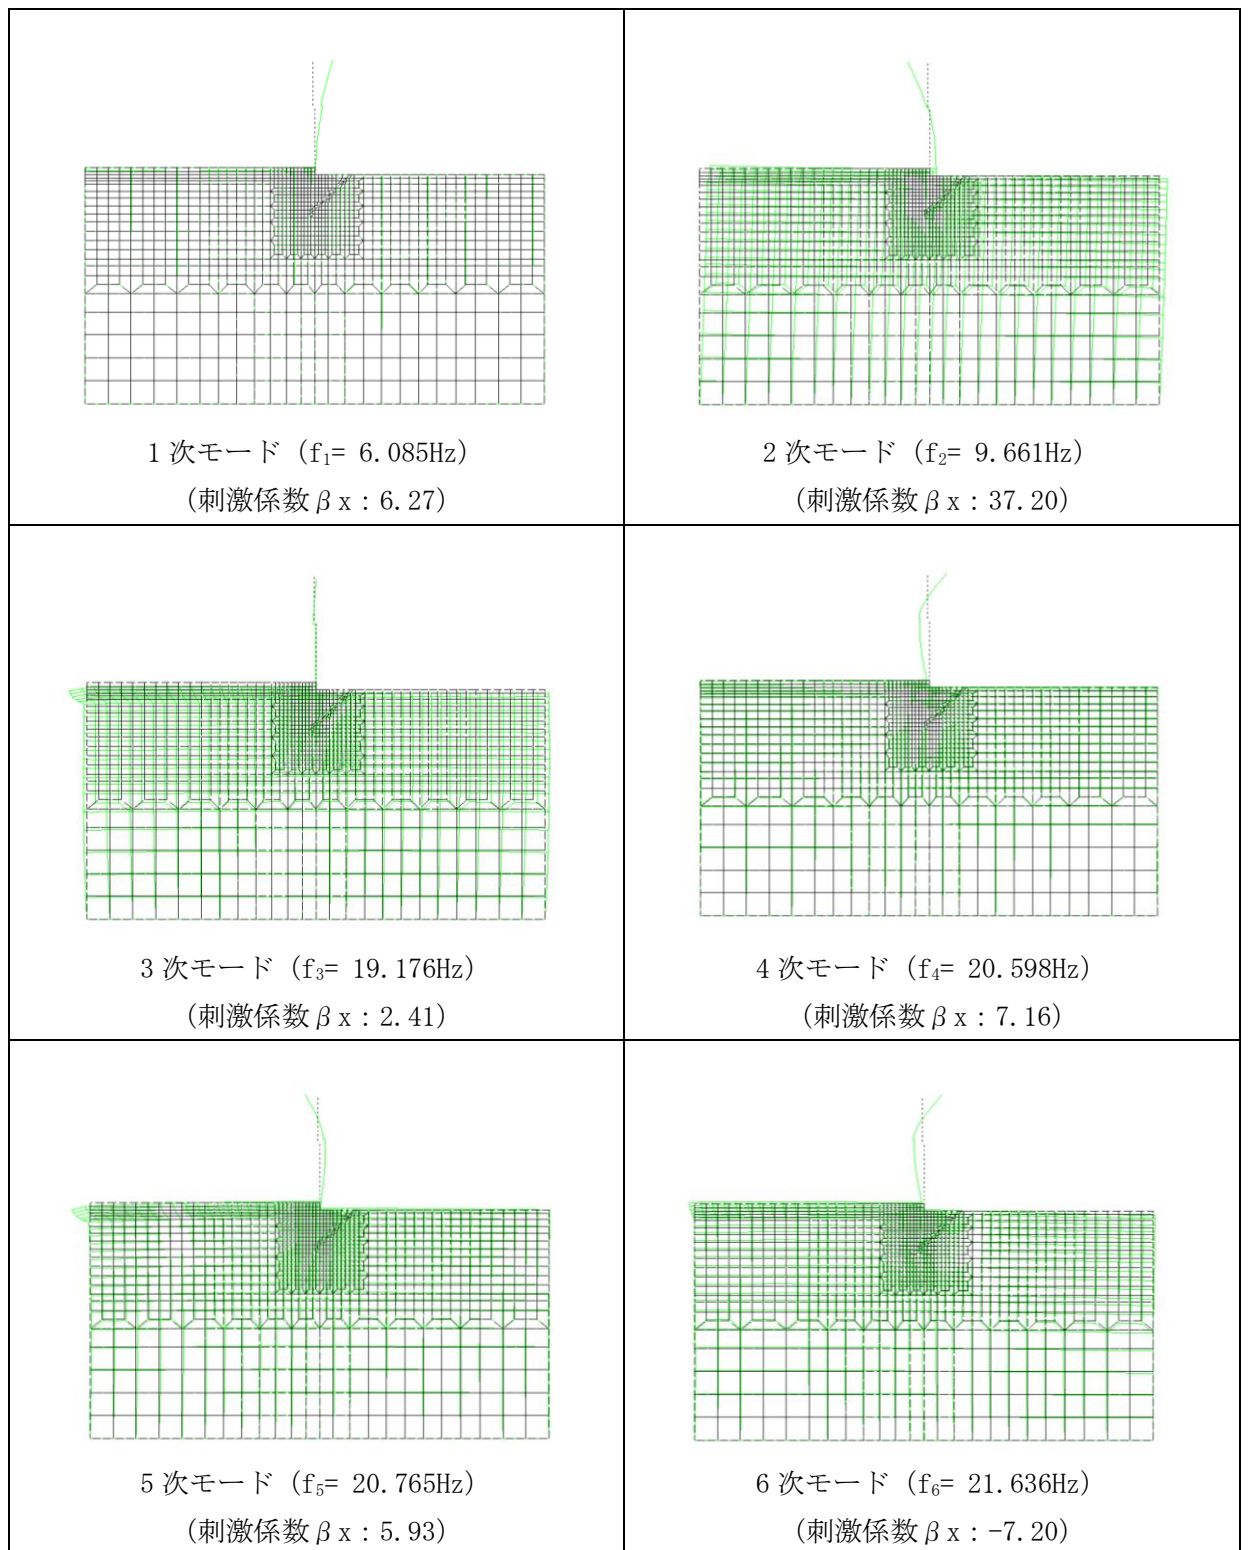 1 次モード（f₁= 6.085Hz）
（刺激係数βx：6.27）
2 次モード（f₂= 9.661Hz）
（刺激係数βx：37.20）
3 次モード（f₃= 19.176Hz）
（刺激係数βx：2.41）
4 次モード（f₄= 20.598Hz）
（刺激係数βx：7.16）
5 次モード（f₅= 20.765Hz）
（刺激係数βx：5.93）
6 次モード（f₆= 21.636Hz）
（刺激係数βx：-7.20）